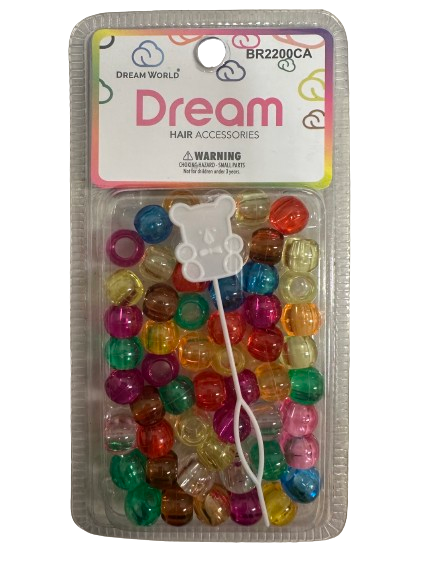 BR2200CA
DREAM WORLD®
Dream
HAIR ACCESSORIES
⚠WARNING
CHOKING HAZARD - SMALL PARTS
Not for children under 3 years.